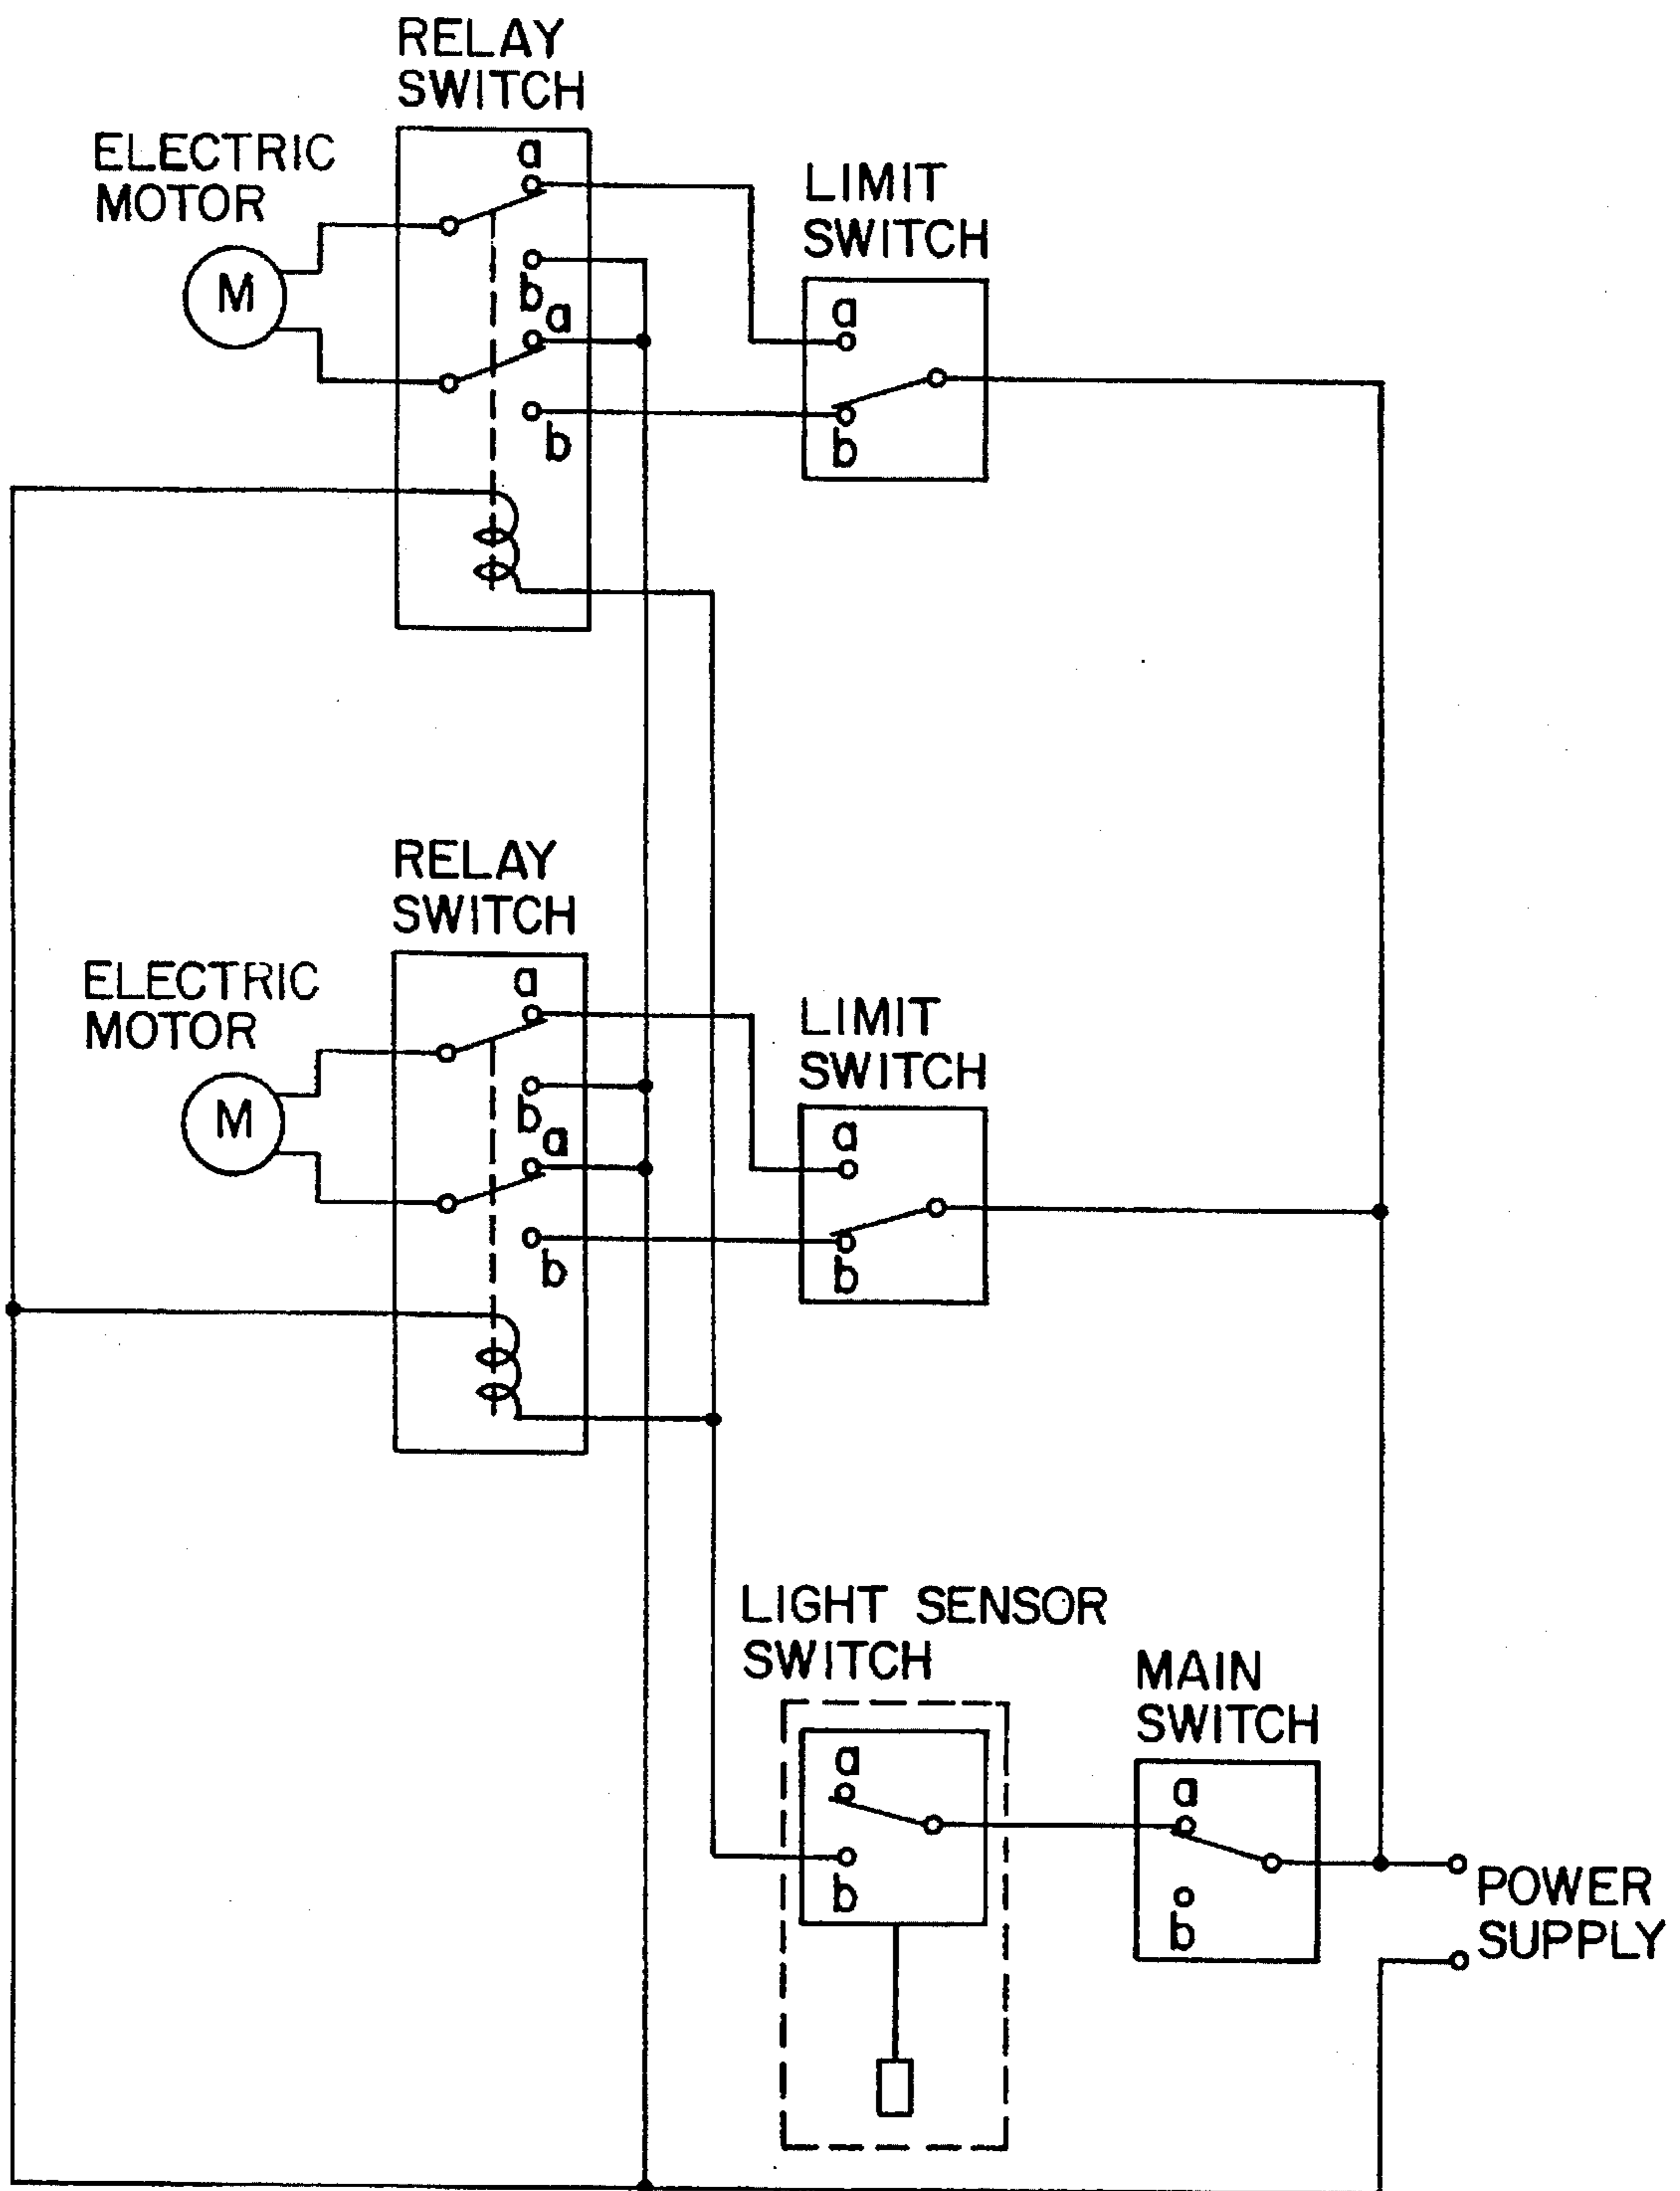 RELAY
SWITCH
ELECTRIC
MOTOR
M
a
b
a
b
LIMIT
SWITCH
a
b
RELAY
SWITCH
ELECTRIC
MOTOR
M
a
b
a
b
LIMIT
SWITCH
a
b
LIGHT SENSOR
SWITCH
a
b
MAIN
SWITCH
a
b
POWER
SUPPLY